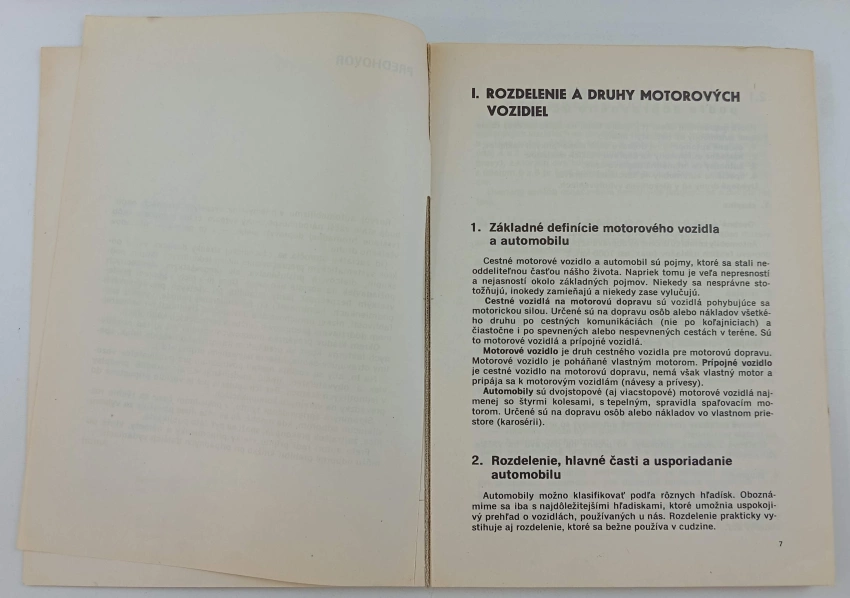 I. ROZDELENIE A DRUHY MOTOROVÝCH
VOZIDIEL
1. Základné definície motorového vozidla
a automobilu
Cestné motorové vozidlo a automobil sú pojmy, ktoré sa stali ne-
oddeliteľnou časťou nášho života. Napriek tomu je veľa nepresností
a nejasností okolo základných pojmov. Niekedy sa nesprávne sto-
tožňujú, inokedy zamieňajú a niekedy zase vylučujú.
Cestné vozidlá na motorovú dopravu sú vozidlá pohybujúce sa
motorickou silou. Určené sú na dopravu osôb alebo nákladov všetké-
ho druhu po cestných komunikáciách (nie po koľajniciach) a
čiastočne i po spevnených alebo nespevnených cestách v teréne. Sú
to motorové vozidlá a prípojné vozidlá.
Motorové vozidlo je druh cestného vozidla pre motorovú dopravu.
Motorové vozidlo je poháňané vlastným motorom. Prípojné vozidlo
je cestné vozidlo na motorovú dopravu, nemá však vlastný motor a
pripája sa k motorovým vozidlám (návesy a prívesy).
Automobily sú dvojstopové (aj viacstopové) motorové vozidlá naj-
menej so štyrmi kolesami, s tepelným, spravidla spaľovacím mo-
torom. Určené sú na dopravu osôb alebo nákladov vo vlastnom prie-
store (karosérii).
2. Rozdelenie, hlavné časti a usporiadanie
automobilu
Automobily možno klasifikovať podľa rôznych hľadísk. Obozná-
mime sa iba s najdôležitejšími hľadiskami, ktoré umožnia uspokoji-
vý prehľad o vozidlách, používaných u nás. Rozdelenie prakticky vy-
stihuje aj rozdelenie, ktoré sa bežne používa v cudzine.
7